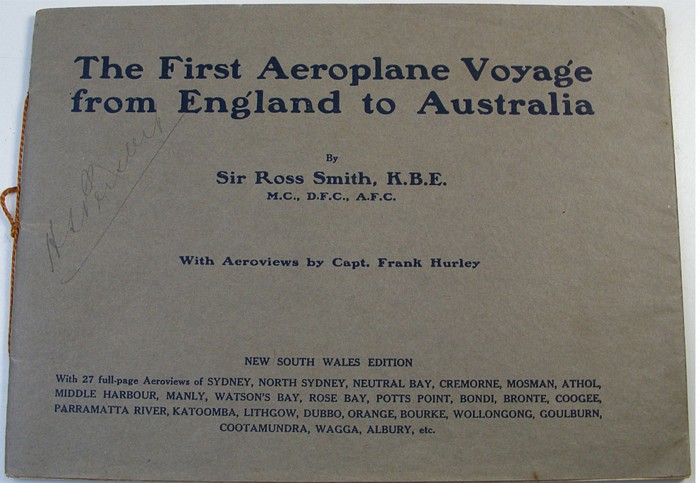 The First Aeroplane Voyage
from England to Australia
By
Sir Ross Smith, K.B.E.
M.C., D.F.C., A.F.C.
With Aeroviews by Capt. Frank Hurley
NEW SOUTH WALES EDITION
With 27 full-page Aeroviews of SYDNEY, NORTH SYDNEY, NEUTRAL BAY, CREMORNE, MOSMAN, ATHOL,
MIDDLE HARBOUR, MANLY, WATSON'S BAY, ROSE BAY, POTTS POINT, BONDI, BRONTE, COOGEE,
PARRAMATTA RIVER, KATOOMBA, LITHGOW, DUBBO, ORANGE, BOURKE, WOLLONGONG, GOULBURN,
COOTAMUNDRA, WAGGA, ALBURY, etc.